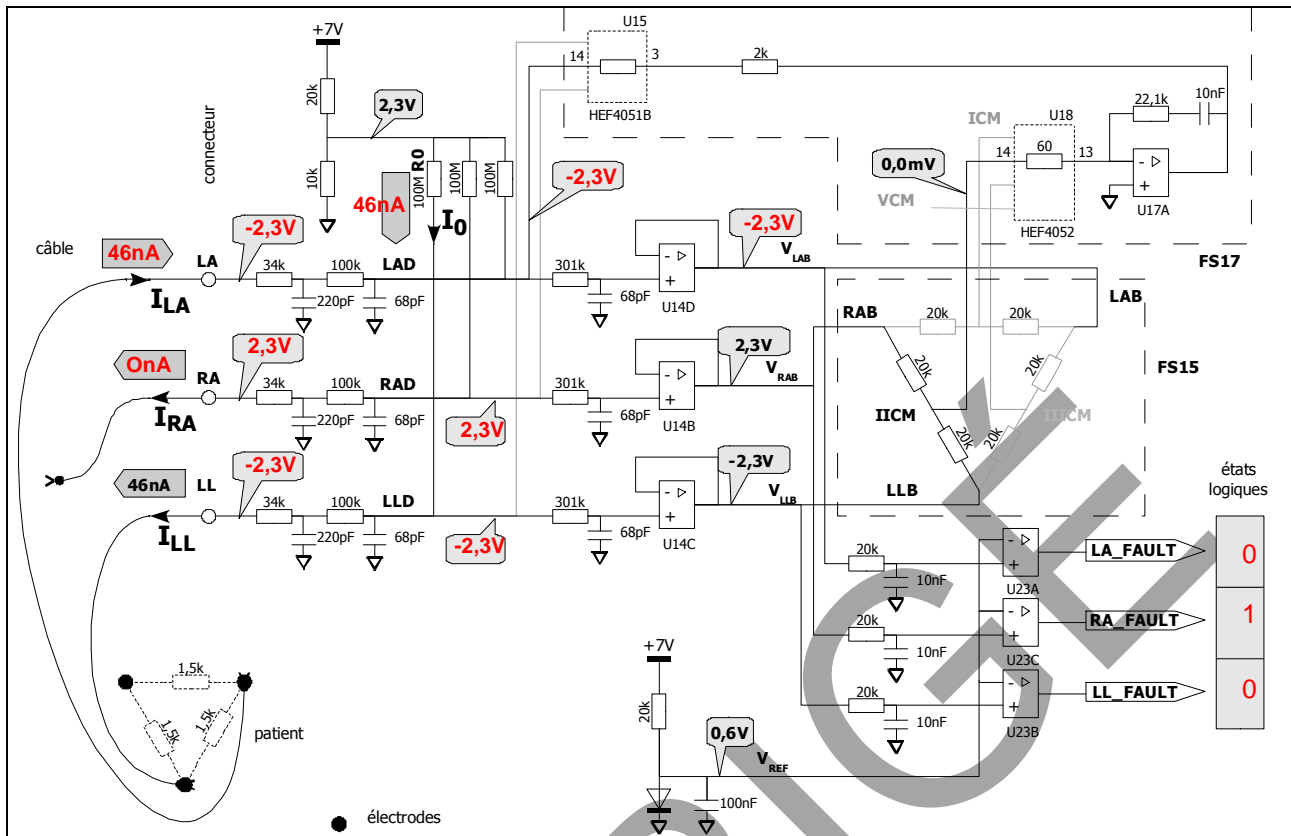 U15
+7V
14
3
2k
HEF4051B
connecteur
20k
2,3V
10k
R0
100M
100M
100M
46nA
I0
-2,3V
ICM
U18
22,1k
10nF
0,0mV
14
60
13
-
+
U17A
VCM
HEF4052
FS17
câble
46nA
ILA
LA
-2,3V
34k
100k
LAD
220pF
68pF
301k
68pF
-
+
U14D
-2,3V
VLAB
LAB
RAB
20k
20k
OnA
IRA
RA
2,3V
34k
100k
RAD
220pF
68pF
2,3V
301k
68pF
-
+
U14B
2,3V
VRAB
20k
20k
FS15
IICM
IIICM
20k
20k
46nA
ILL
LL
-2,3V
34k
100k
LLD
220pF
68pF
-2,3V
301k
68pF
-
+
U14C
-2,3V
VLLB
LLB
états
logiques
20k
10nF
-
+
U23A
LA_FAULT
0
20k
10nF
-
+
U23C
RA_FAULT
1
20k
10nF
-
+
U23B
LL_FAULT
0
+7V
20k
0,6V
VREF
100nF
1,5k
1,5k
1,5k
patient
électrodes